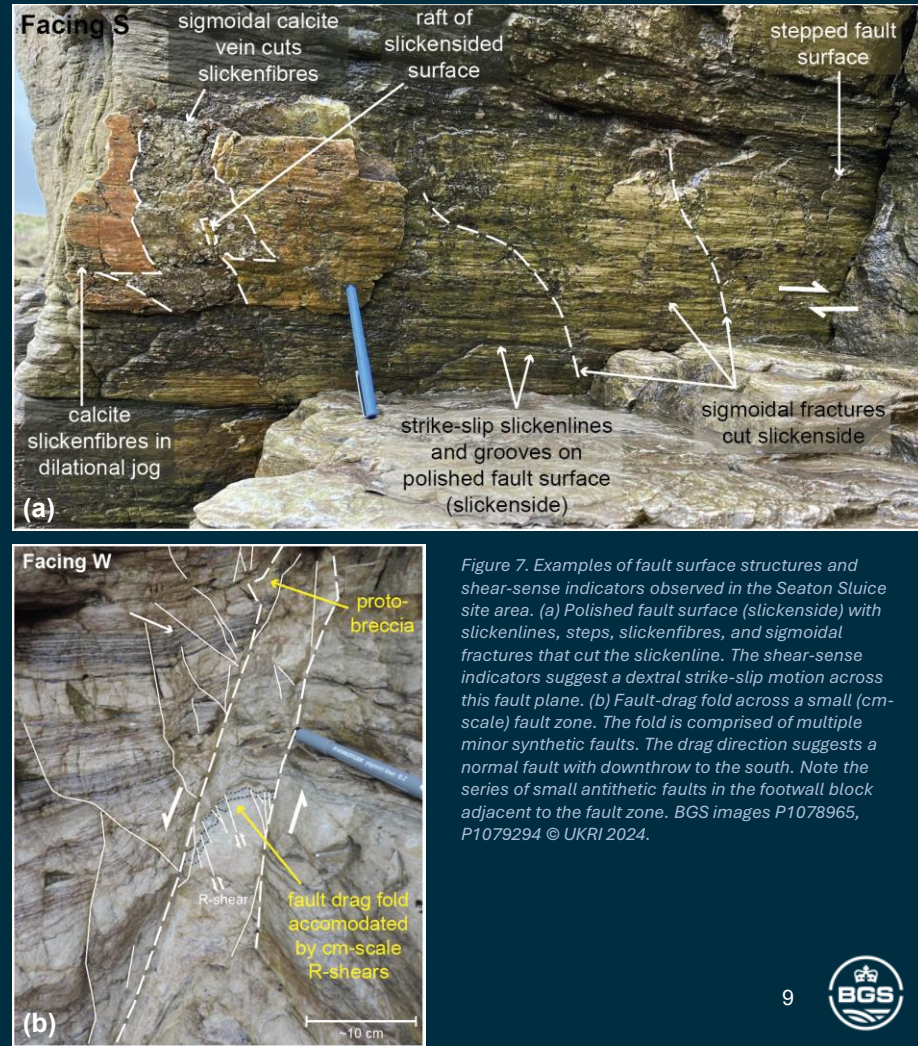 Facing S
sigmoidal calcite
vein cuts
slickenfibres
raft of
slickensided
surface
stepped fault
surface
calcite
slickenfibres in
dilational jog
strike-slip slickenlines
and grooves on
polished fault surface
(slickenside)
sigmoidal fractures
cut slickenside
(a)
Facing W
proto-
breccia
R-shear
fault drag fold
accomodated
by cm-scale
R-shears
~10 cm
(b)
Figure 7. Examples of fault surface structures and
shear-sense indicators observed in the Seaton Sluice
site area. (a) Polished fault surface (slickenside) with
slickenlines, steps, slickenfibres, and sigmoidal
fractures that cut the slickenline. The shear-sense
indicators suggest a dextral strike-slip motion across
this fault plane. (b) Fault-drag fold across a small (cm-
scale) fault zone. The fold is comprised of multiple
minor synthetic faults. The drag direction suggests a
normal fault with downthrow to the south. Note the
series of small antithetic faults in the footwall block
adjacent to the fault zone. BGS images P1078965,
P1079294 © UKRI 2024.
9
BGS